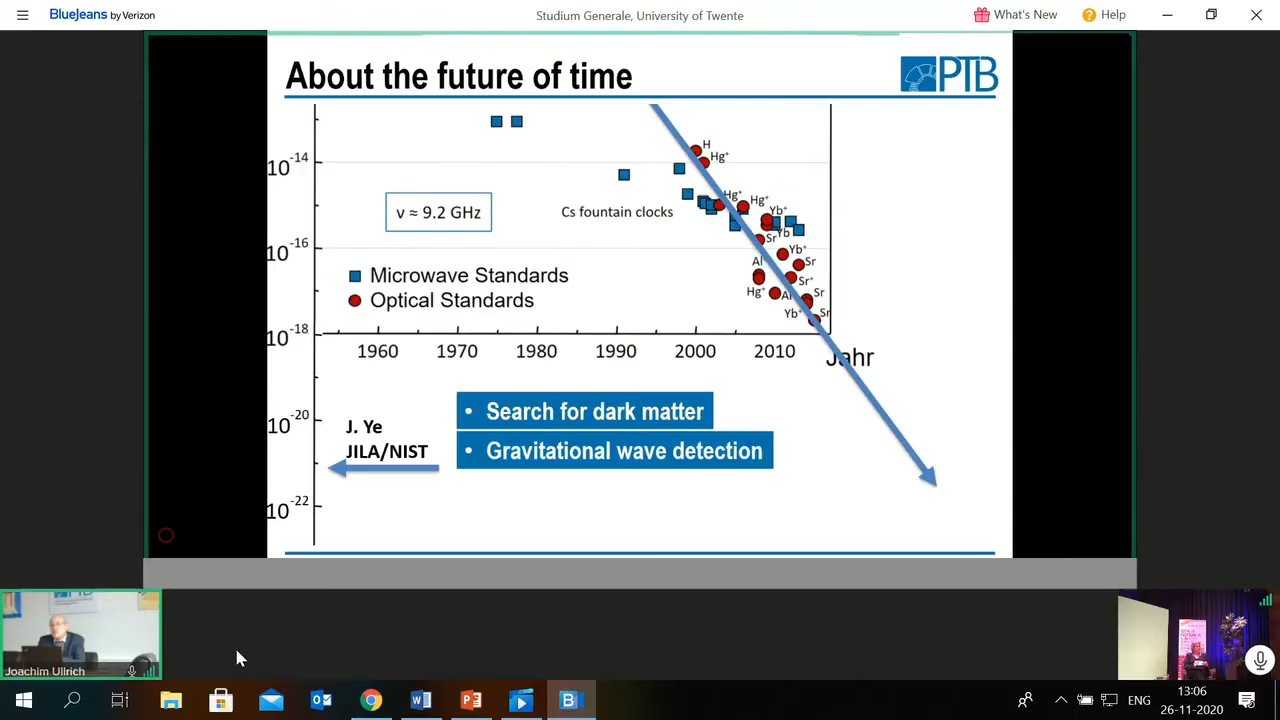 BlueJeans by Verizon
Studium Generale, University of Twente
What's New
Help
About the future of time
PTB
10-14
10-16
10-18
10-20
10-22
ν ≈ 9.2 GHz
Cs fountain clocks
Microwave Standards
Optical Standards
H
Hg+
Hg+
Hg+
Yb+
Yb
Sr
Yb+
Al
Sr
Hg+
Sr+
Al
Sr
Yb+
Sr
1960 1970 1980 1990 2000 2010
Jahr
• Search for dark matter
• Gravitational wave detection
J. Ye
JILA/NIST
Joachim Ullrich
ENG
13:06
26-11-2020